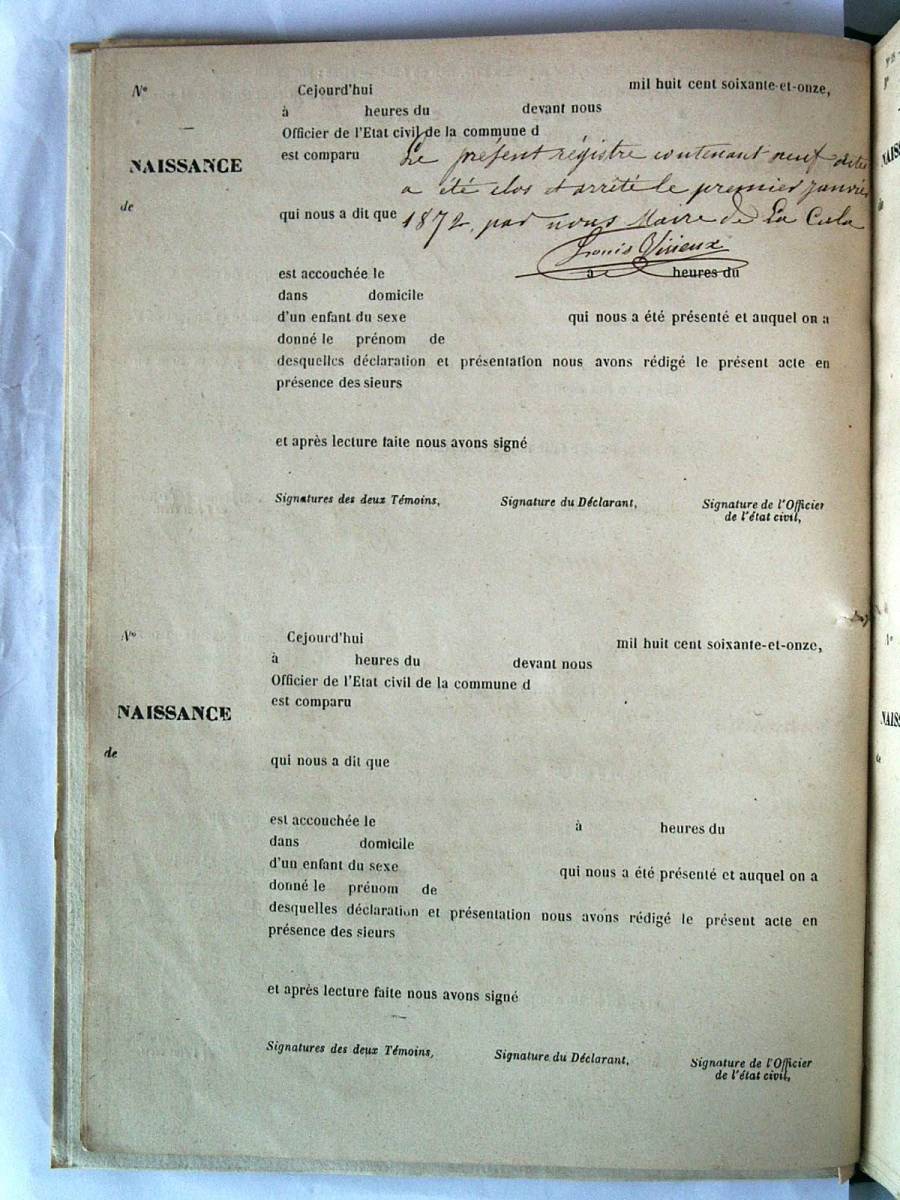 N° Cejourd'hui mil huit cent soixante-et-onze,
à heures du devant nous
Officier de l'Etat civil de la commune d
NAISSANCE est comparu Le présent régistre contenant neuf actes
a été clos et arrêté le premier Janvier
de qui nous a dit que 1872, par nous Maire de La Cala
Louis
est accouchée le à heures du
dans domicile
d'un enfant du sexe qui nous a été présenté et auquel on a
donné le prénom de
desquelles déclaration et présentation nous avons rédigé le présent acte en
présence des sieurs
et après lecture faite nous avons signé
Signatures des deux Témoins, Signature du Déclarant, Signature de l'Officier
de l'état civil,
N° Cejourd'hui mil huit cent soixante-et-onze,
à heures du devant nous
Officier de l'Etat civil de la commune d
est comparu
NAISSANCE
de
qui nous a dit que
est accouchée le à heures du
dans domicile
d'un enfant du sexe qui nous a été présenté et auquel on a
donné le prénom de
desquelles déclaration et présentation nous avons rédigé le présent acte en
présence des sieurs
et après lecture faite nous avons signé
Signatures des deux Témoins, Signature du Déclarant, Signature de l'Officier
de l'état civil,